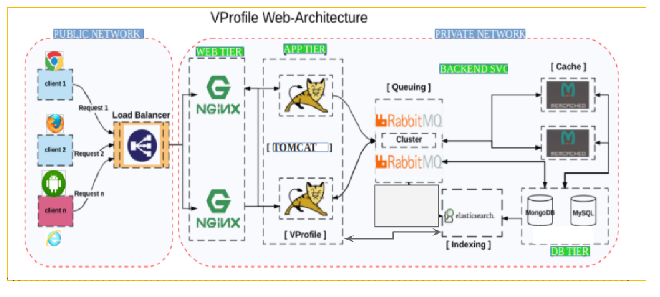 VProfile Web-Architecture
PUBLIC NETWORK
PRIVATE NETWORK
WEB TIER
APP TIER
BACKEND SVC
[ Cache ]
[ Queuing ]
client 1
Request 1
Load Balancer
client 2
Request 2
client n
Request n
NGINX
NGINX
[ TOMCAT
[ VProfile ]
RabbitMQ
Cluster
RabbitMQ
MEMCACHED
MEMCACHED
elasticsearch.
[ Indexing ]
MongoDB
MySQL
DB TIER